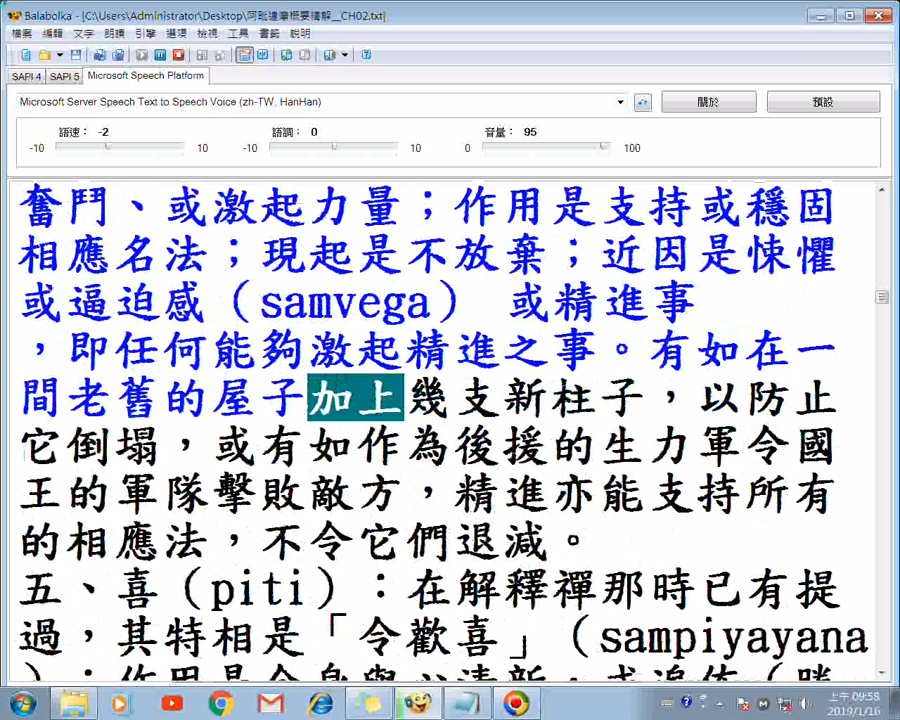 Balabolka - [C:\Users\Administrator\Desktop\阿毗達摩概要精解__CH02.txt]
檔案 編輯 文字 朗讀 引擎 選項 檢視 工具 書籤 說明
SAPI 4 SAPI 5 Microsoft Speech Platform
Microsoft Server Speech Text to Speech Voice (zh-TW, HanHan) 關於 預設
語速： -2 語調： 0 音量： 95
-10 10 -10 10 0 100
奮鬥、或激起力量；作用是支持或穩固
相應名法；現起是不放棄；近因是悚懼
或逼迫感（samvega） 或精進事
，即任何能夠激起精進之事。有如在一
間老舊的屋子加上幾支新柱子，以防止
它倒塌，或有如作為後援的生力軍令國
王的軍隊擊敗敵方，精進亦能支持所有
的相應法，不令它們退減。
五、喜（piti）：在解釋禪那時已有提
過，其特相是「令歡喜」（sampiyayana
上午 09:58
2019/1/16